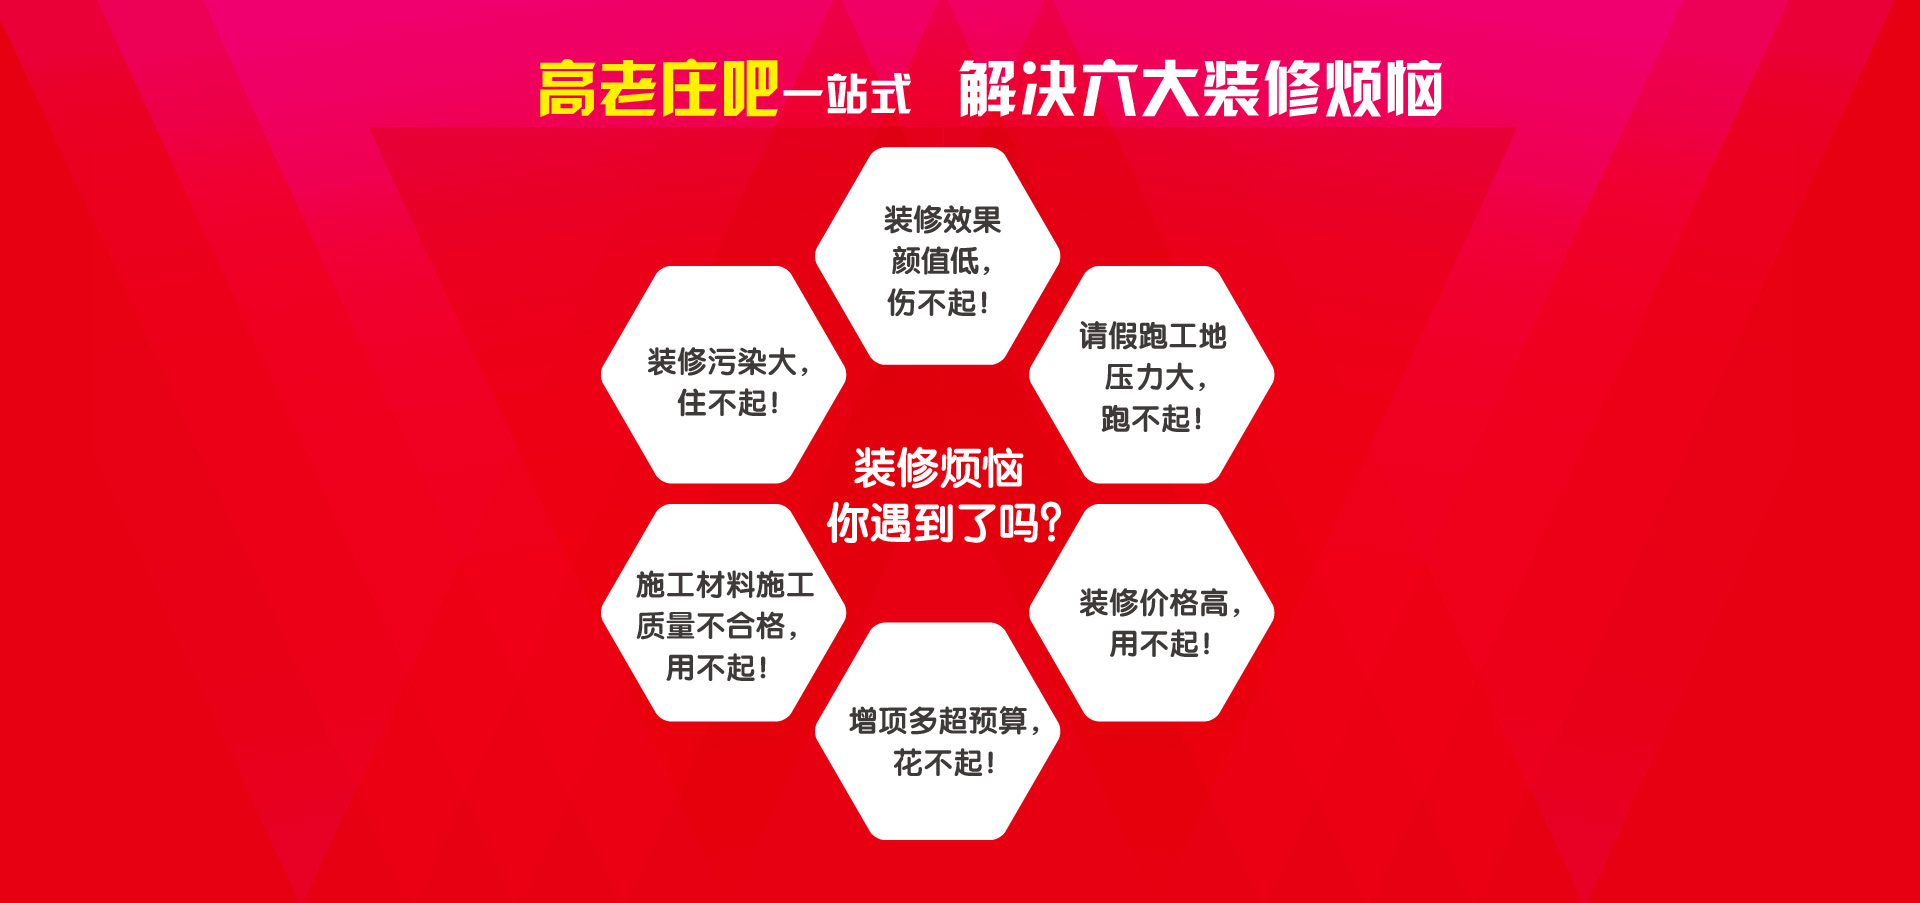 高老庄吧一站式 解决六大装修烦恼
装修效果
颜值低，
伤不起！
请假跑工地
压力大，
跑不起！
装修污染大，
住不起！
装修烦恼
你遇到了吗？
施工材料施工
质量不合格，
用不起！
装修价格高，
用不起！
增项多超预算，
花不起！